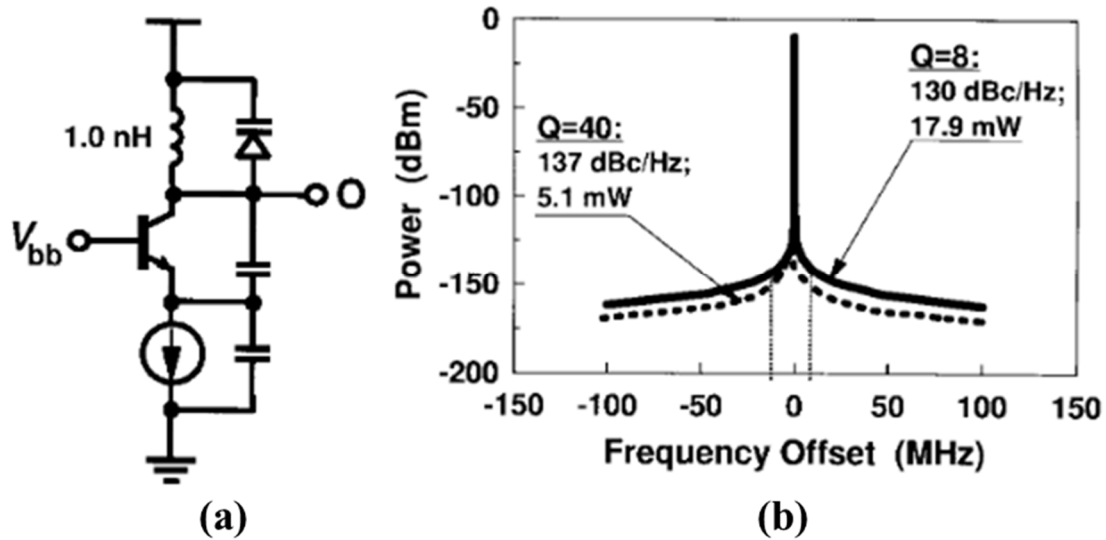 1.0 nH
Vbb
O
(a)
Power (dBm)
0
-50
-100
-150
-200
-150
-100
-50
0
50
100
150
Frequency Offset (MHz)
Q=40:
137 dBc/Hz;
5.1 mW
Q=8:
130 dBc/Hz;
17.9 mW
(b)